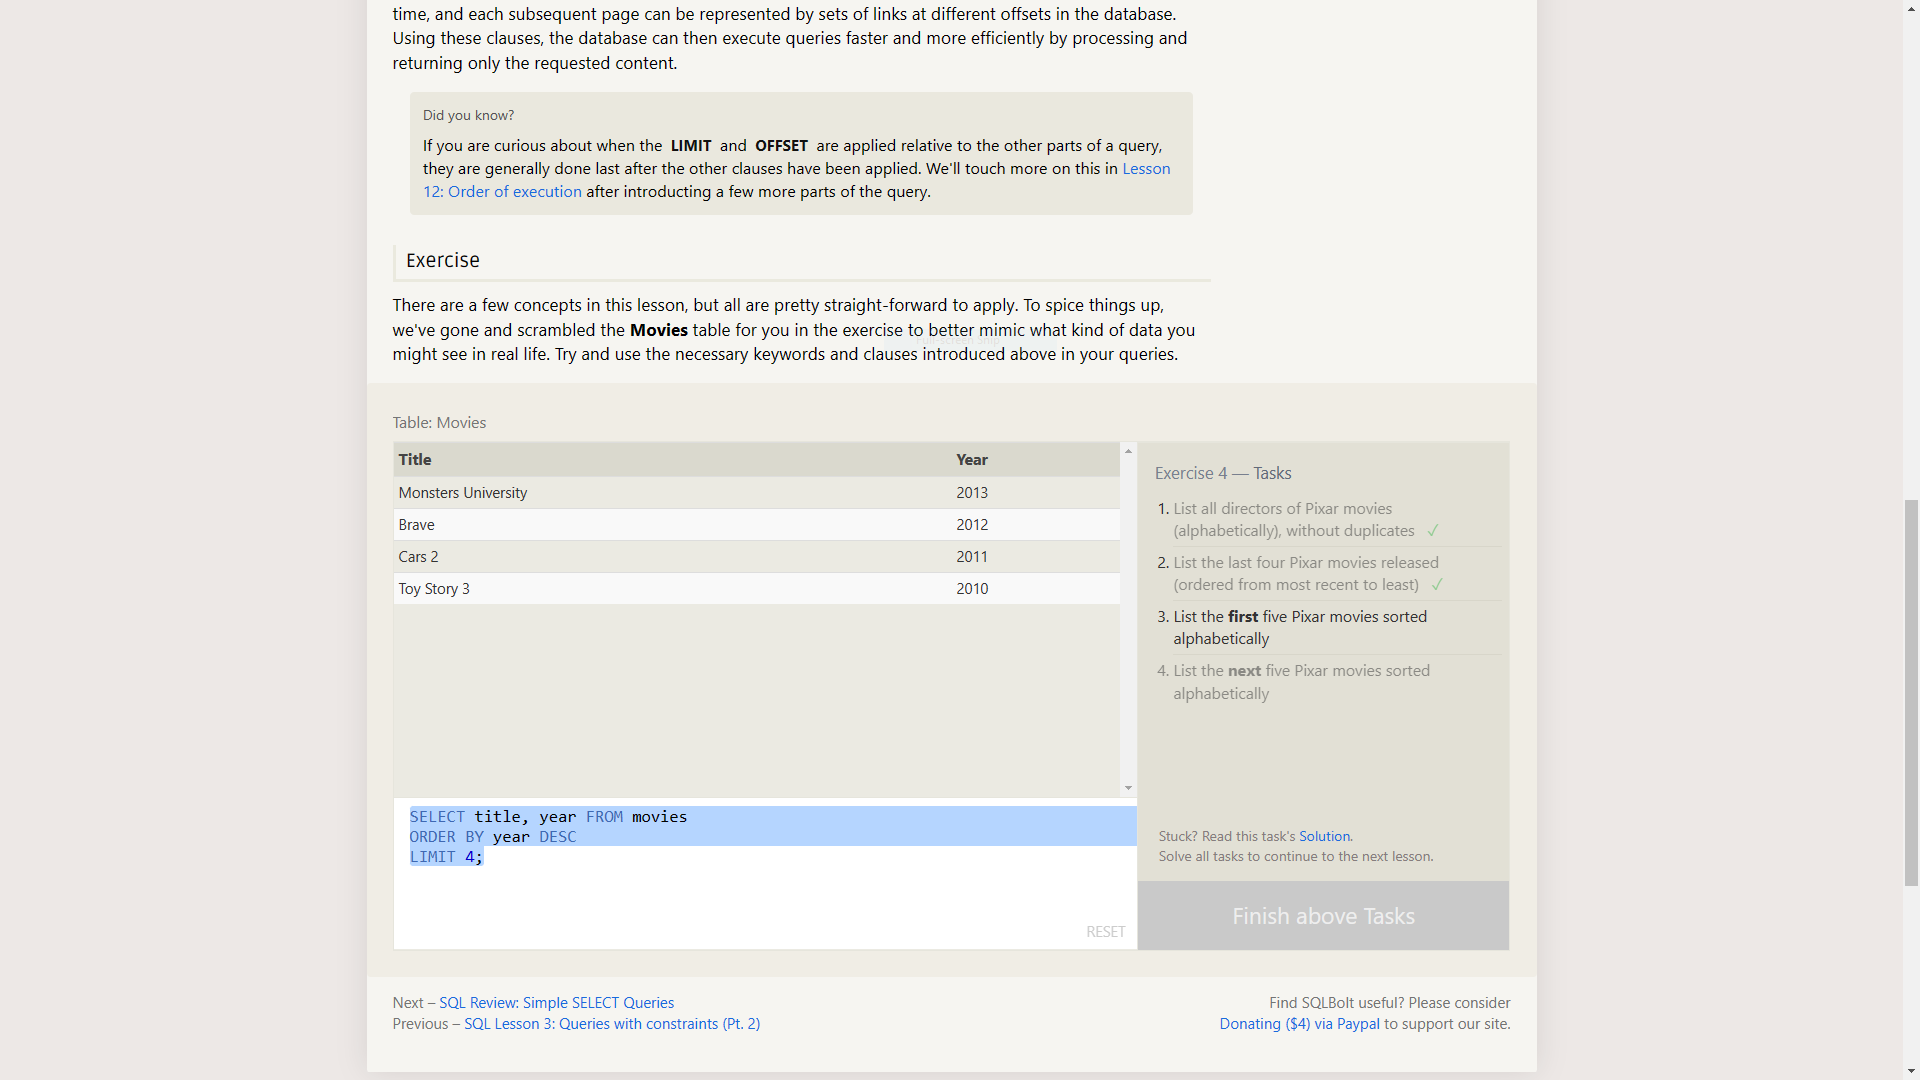 time, and each subsequent page can be represented by sets of links at different offsets in the database.
Using these clauses, the database can then execute queries faster and more efficiently by processing and
returning only the requested content.
Did you know?
If you are curious about when the LIMIT and OFFSET are applied relative to the other parts of a query,
they are generally done last after the other clauses have been applied. We'll touch more on this in Lesson
12: Order of execution after introducting a few more parts of the query.
Exercise
There are a few concepts in this lesson, but all are pretty straight-forward to apply. To spice things up,
we've gone and scrambled the Movies table for you in the exercise to better mimic what kind of data you
Full-screen Snip
might see in real life. Try and use the necessary keywords and clauses introduced above in your queries.
Table: Movies
Title Year
Monsters University 2013
Brave 2012
Cars 2 2011
Toy Story 3 2010
SELECT title, year FROM movies
ORDER BY year DESC
LIMIT 4;
RESET
Exercise 4 — Tasks
1. List all directors of Pixar movies
(alphabetically), without duplicates ✓
2. List the last four Pixar movies released
(ordered from most recent to least) ✓
3. List the first five Pixar movies sorted
alphabetically
4. List the next five Pixar movies sorted
alphabetically
Stuck? Read this task's Solution.
Solve all tasks to continue to the next lesson.
Finish above Tasks
Next – SQL Review: Simple SELECT Queries
Previous – SQL Lesson 3: Queries with constraints (Pt. 2)
Find SQLBolt useful? Please consider
Donating ($4) via Paypal to support our site.